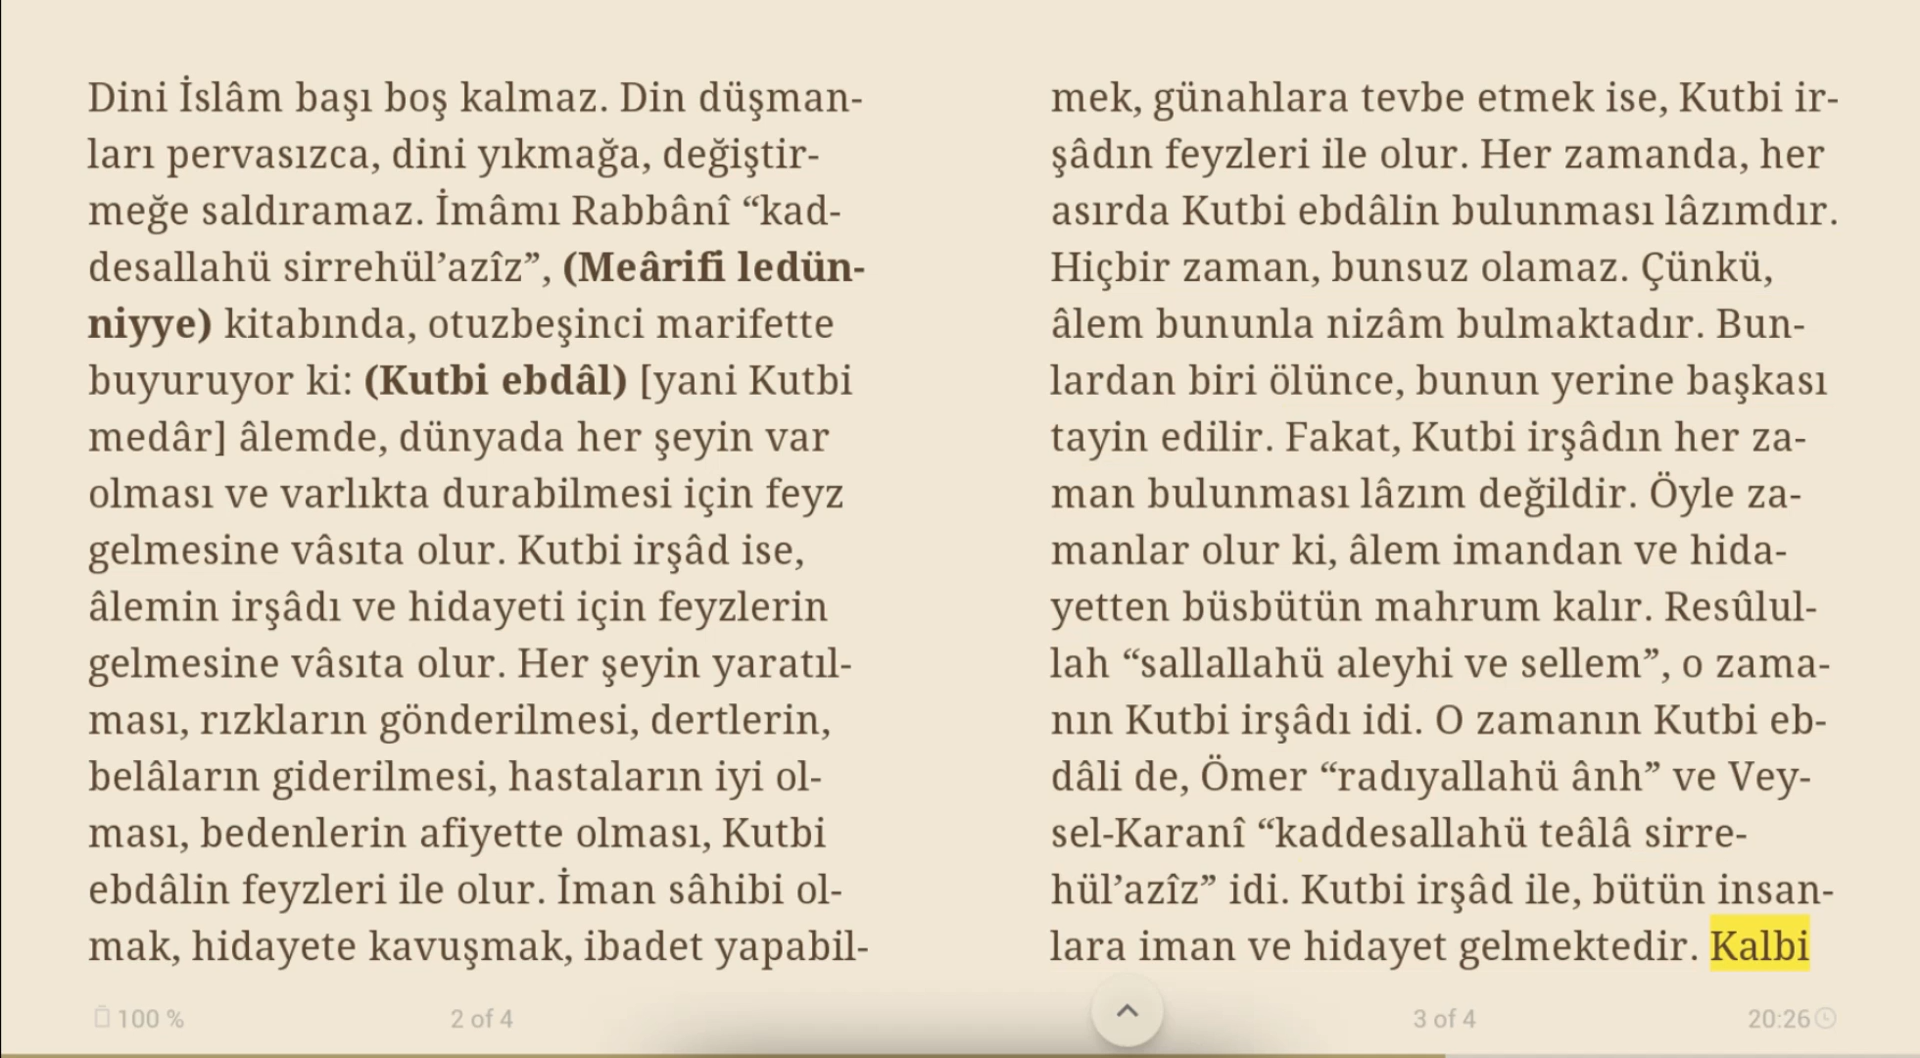 Dini İslâm başı boş kalmaz. Din düşman-
ları pervasızca, dini yıkmağa, değiştir-
meğe saldıramaz. İmâmı Rabbânî “kad-
desallahü sirrehül’azîz”, (Meârifi ledün-
niyye) kitabında, otuzbeşinci marifette
buyuruyor ki: (Kutbi ebdâl) [yani Kutbi
medâr] âlemde, dünyada her şeyin var
olması ve varlıkta durabilmesi için feyz
gelmesine vâsıta olur. Kutbi irşâd ise,
âlemin irşâdı ve hidayeti için feyzlerin
gelmesine vâsıta olur. Her şeyin yaratıl-
ması, rızkların gönderilmesi, dertlerin,
belâların giderilmesi, hastaların iyi ol-
ması, bedenlerin afiyette olması, Kutbi
ebdâlin feyzleri ile olur. İman sâhibi ol-
mak, hidayete kavuşmak, ibadet yapabil-
mek, günahlara tevbe etmek ise, Kutbi ir-
şâdın feyzleri ile olur. Her zamanda, her
asırda Kutbi ebdâlin bulunması lâzımdır.
Hiçbir zaman, bunsuz olamaz. Çünkü,
âlem bununla nizâm bulmaktadır. Bun-
lardan biri ölünce, bunun yerine başkası
tayin edilir. Fakat, Kutbi irşâdın her za-
man bulunması lâzım değildir. Öyle za-
manlar olur ki, âlem imandan ve hida-
yetten büsbütün mahrum kalır. Resûlul-
lah “sallallahü aleyhi ve sellem”, o zama-
nın Kutbi irşâdı idi. O zamanın Kutbi eb-
dâli de, Ömer “radıyallahü ânh” ve Vey-
sel-Karanî “kaddesallahü teâlâ sirre-
hül’azîz” idi. Kutbi irşâd ile, bütün insan-
lara iman ve hidayet gelmektedir. Kalbi
100 % 2 of 4 3 of 4 20:26